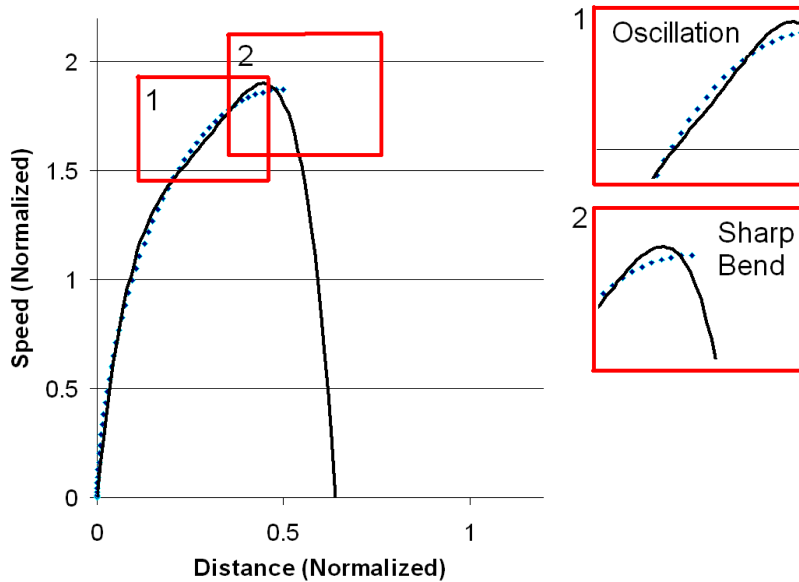 2
1.5
1
0.5
0
0
0.5
1
Speed (Normalized)
Distance (Normalized)
1
2
1
Oscillation
2
Sharp
Bend